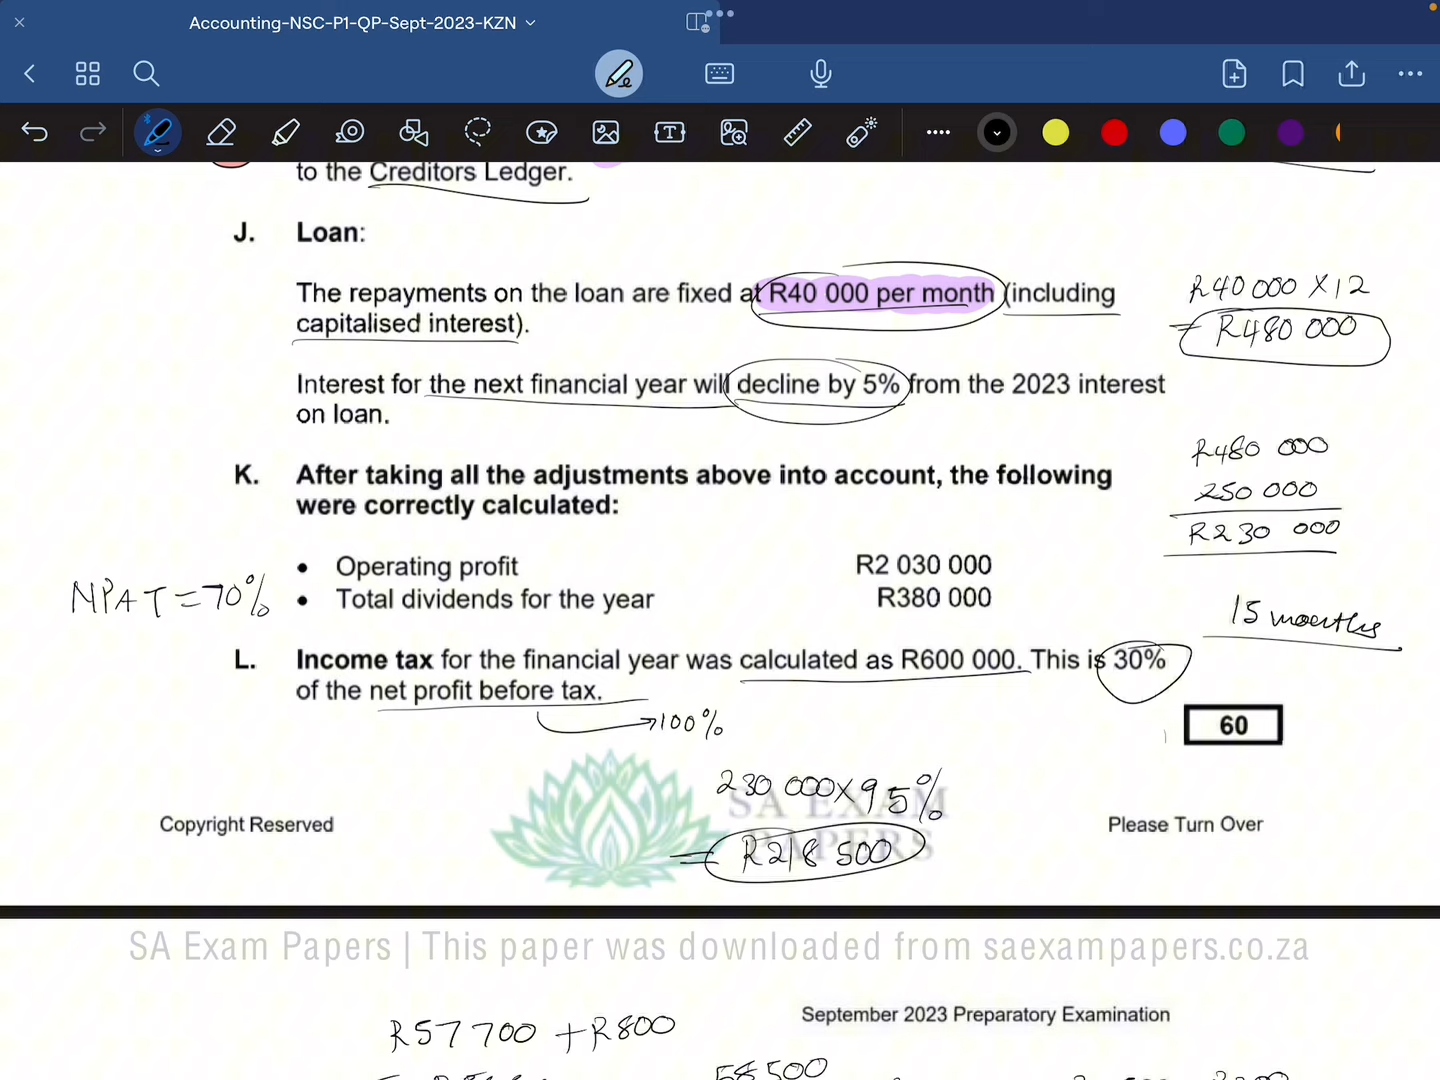 Accounting-NSC-P1-QP-Sept-2023-KZN
to the Creditors Ledger.
J. Loan:
The repayments on the loan are fixed at R40 000 per month (including
capitalised interest).
R40 000 X 12
= R480 000
Interest for the next financial year will decline by 5% from the 2023 interest
on loan.
R480 000
250 000
R230 000
K. After taking all the adjustments above into account, the following
were correctly calculated:
• Operating profit R2 030 000
• Total dividends for the year R380 000
NPAT = 70%
15 months
L. Income tax for the financial year was calculated as R600 000. This is 30%
of the net profit before tax.
→ 100%
60
230 000 X 95%
= R218 500
SA EXAM
PAPERS
Copyright Reserved
Please Turn Over
SA Exam Papers | This paper was downloaded from saexampapers.co.za
September 2023 Preparatory Examination
R57 700 + R800
58 500